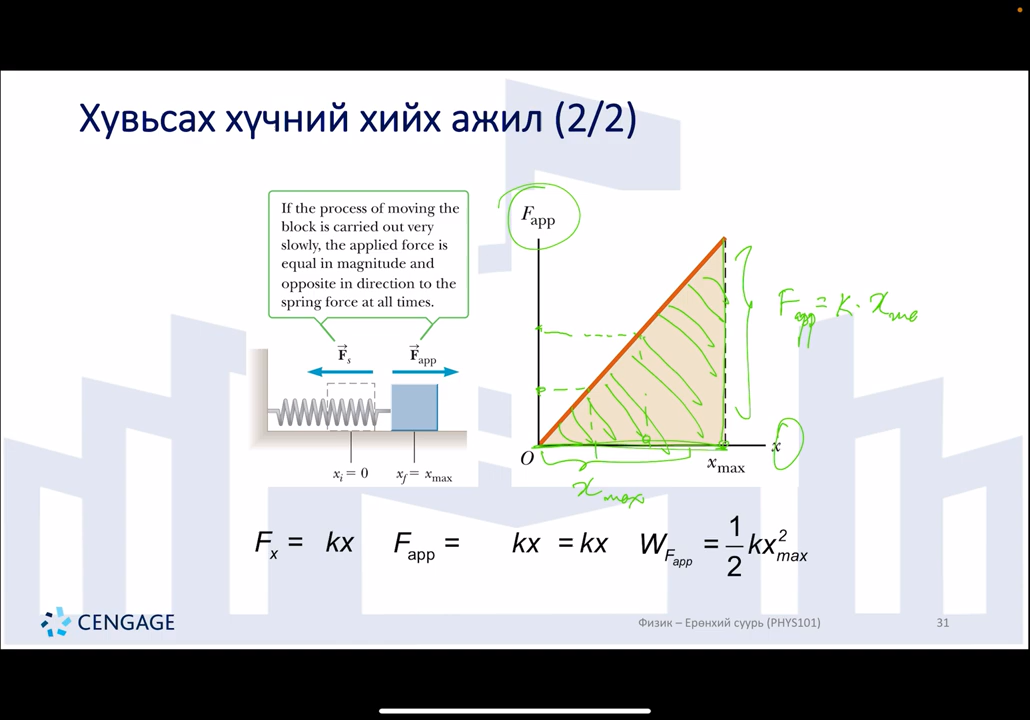 Хувьсах хүчний хийх ажил (2/2)
If the process of moving the
block is carried out very
slowly, the applied force is
equal in magnitude and
opposite in direction to the
spring force at all times.
F⃗s F⃗app
xi = 0 xf = xmax
Fapp
Fapp = k · x
O xmax x
xmax
Fx = kx Fapp = kx = kx WFapp = 1/2 kx²max
CENGAGE
Физик – Ерөнхий суурь (PHYS101)
31